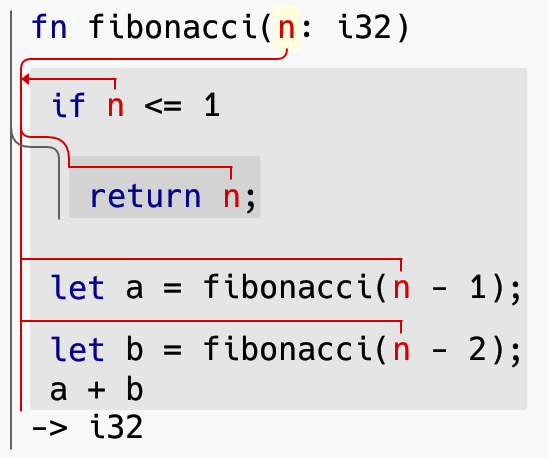 fn fibonacci(n: i32)
if n <= 1
return n;
let a = fibonacci(n - 1);
let b = fibonacci(n - 2);
a + b
-> i32